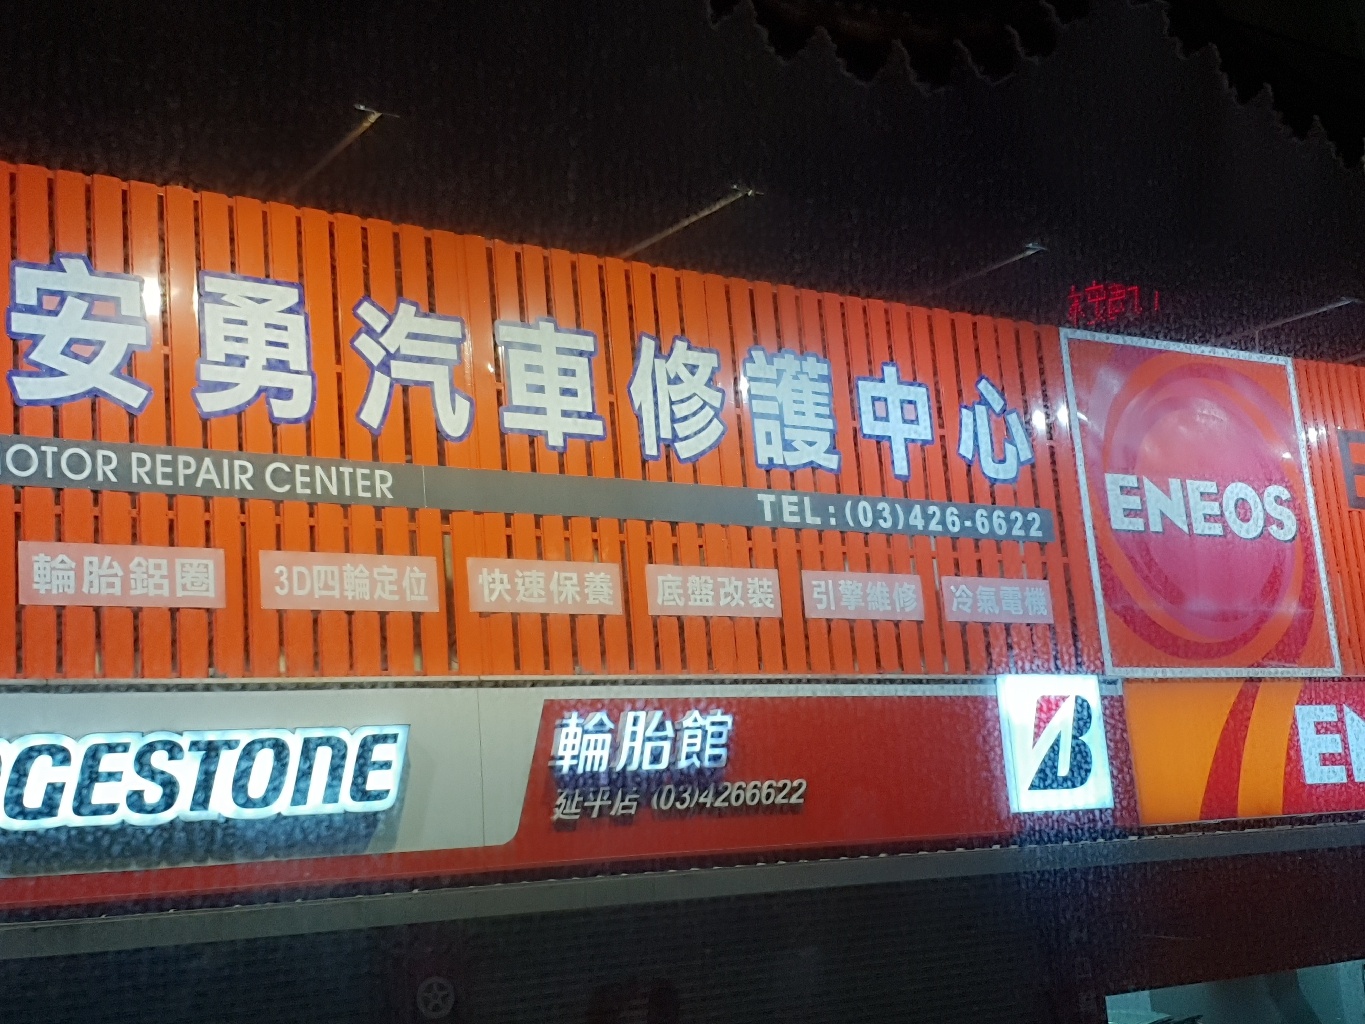 安勇汽車修護中心
MOTOR REPAIR CENTER
TEL:(03)426-6622
ENEOS
輪胎鋁圈 3D四輪定位 快速保養 底盤改裝 引擎維修 冷氣電機
RIDGESTONE
輪胎館
延平店 (03)4266622
B
EN